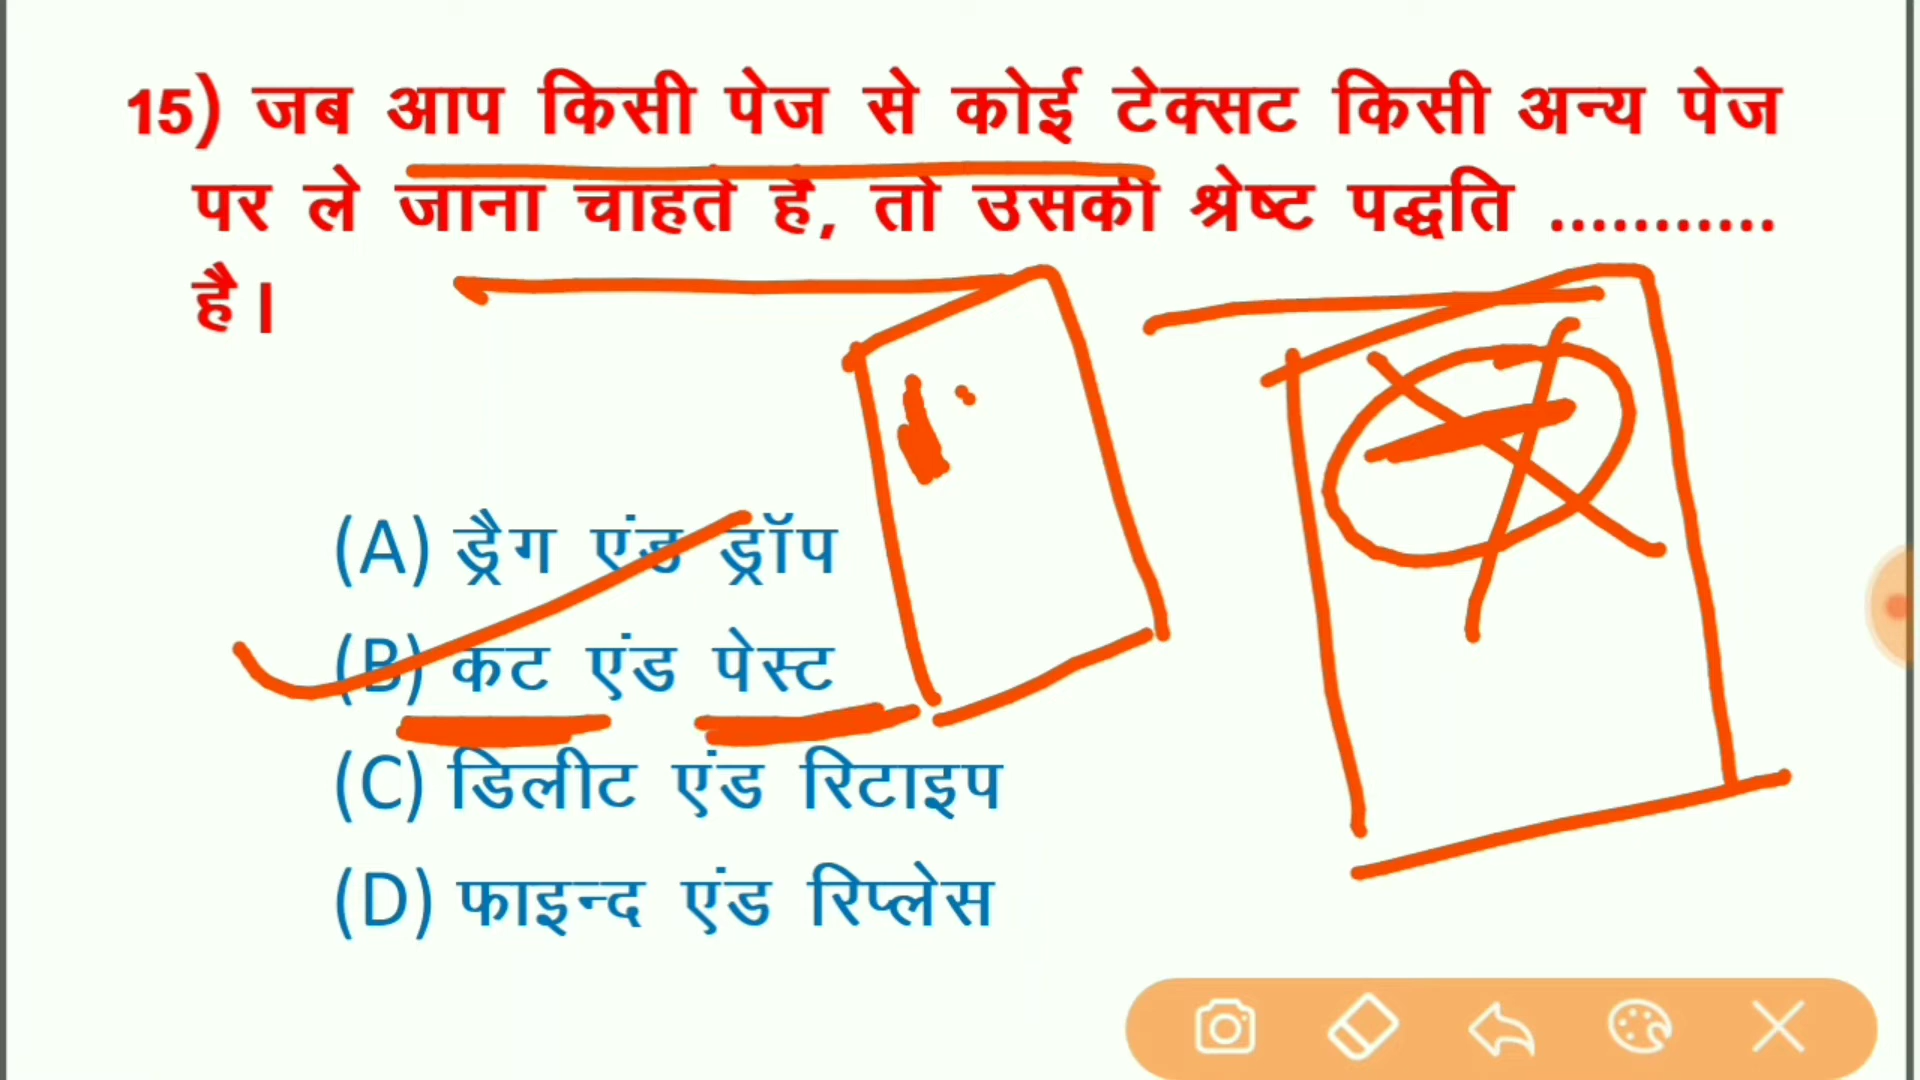 15) जब आप किसी पेज से कोई टेक्सट किसी अन्य पेज
पर ले जाना चाहते हैं, तो उसकी श्रेष्ट पद्धति ...........
है।
(A) ड्रैग एंड ड्रॉप
(B) कट एंड पेस्ट
(C) डिलीट एंड रिटाइप
(D) फाइन्द एंड रिप्लेस